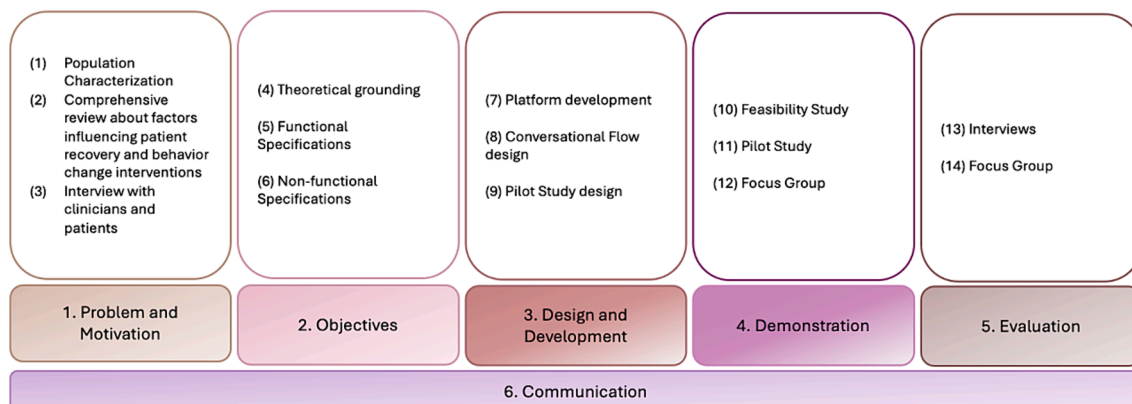 (1) Population
Characterization
(2) Comprehensive
review about factors
influencing patient
recovery and behavior
change interventions
(3) Interview with
clinicians and
patients
(4) Theoretical grounding
(5) Functional
Specifications
(6) Non-functional
Specifications
(7) Platform development
(8) Conversational Flow
design
(9) Pilot Study design
(10) Feasibility Study
(11) Pilot Study
(12) Focus Group
(13) Interviews
(14) Focus Group
1. Problem and
Motivation
2. Objectives
3. Design and
Development
4. Demonstration
5. Evaluation
6. Communication